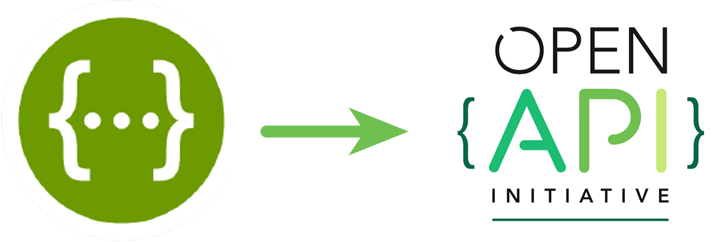 {...}
OPEN
{API}
INITIATIVE